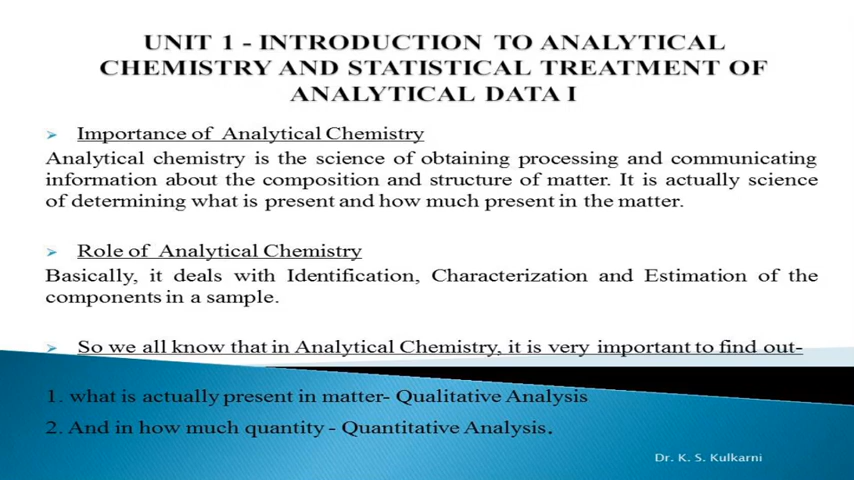 UNIT 1 - INTRODUCTION TO ANALYTICAL
CHEMISTRY AND STATISTICAL TREATMENT OF
ANALYTICAL DATA I
➢ Importance of Analytical Chemistry
Analytical chemistry is the science of obtaining processing and communicating
information about the composition and structure of matter. It is actually science
of determining what is present and how much present in the matter.
➢ Role of Analytical Chemistry
Basically, it deals with Identification, Characterization and Estimation of the
components in a sample.
➢ So we all know that in Analytical Chemistry, it is very important to find out-
1. what is actually present in matter- Qualitative Analysis
2. And in how much quantity - Quantitative Analysis.
Dr. K. S. Kulkarni